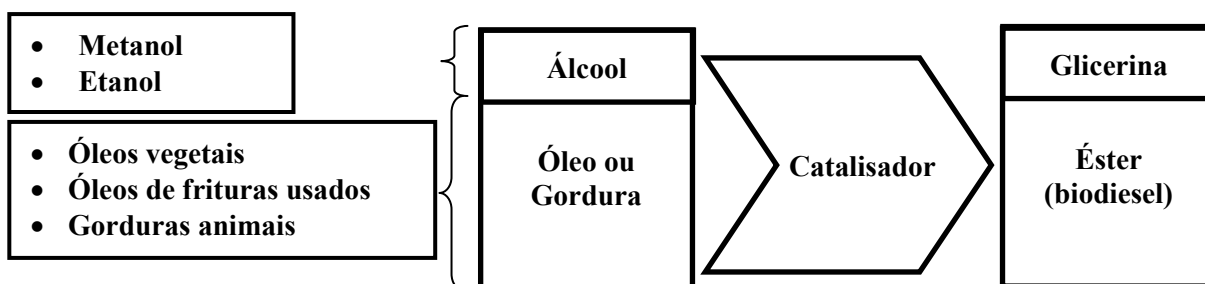 • Metanol
• Etanol
• Óleos vegetais
• Óleos de frituras usados
• Gorduras animais
Álcool
Óleo ou
Gordura
Catalisador
Glicerina
Éster
(biodiesel)